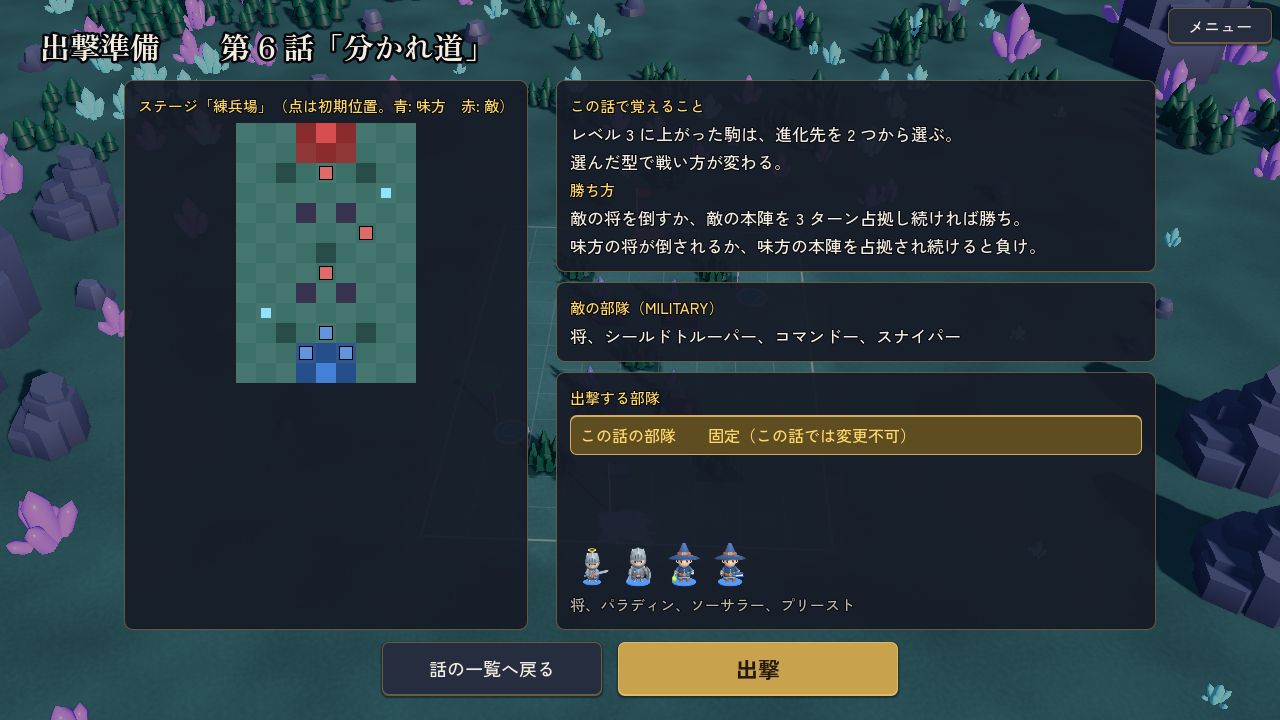 出撃準備　　第6話「分かれ道」
メニュー
ステージ「練兵場」（点は初期位置。青: 味方　赤: 敵）
この話で覚えること
レベル 3 に上がった駒は、進化先を 2 つから選ぶ。
選んだ型で戦い方が変わる。
勝ち方
敵の将を倒すか、敵の本陣を 3 ターン占拠し続ければ勝ち。
味方の将が倒されるか、味方の本陣を占拠され続けると負け。
敵の部隊（MILITARY）
将、シールドトルーパー、コマンドー、スナイパー
出撃する部隊
この話の部隊　　固定（この話では変更不可）
将、パラディン、ソーサラー、プリースト
話の一覧へ戻る
出撃